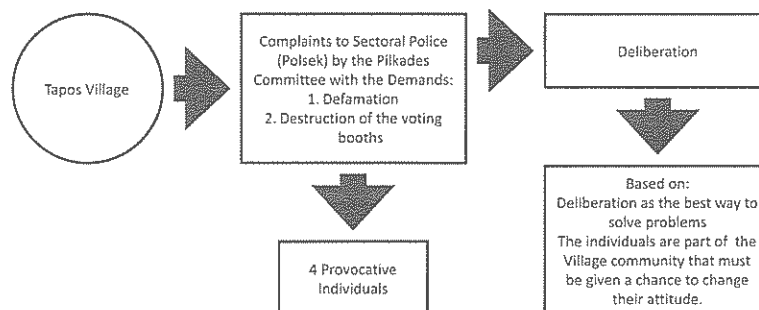 Tapos Village
Complaints to Sectoral Police
(Polsek) by the Pilkades
Committee with the Demands:
1. Defamation
2. Destruction of the voting
booths
Deliberation
4 Provocative
Individuals
Based on:
Deliberation as the best way to
solve problems
The individuals are part of the
Village community that must
be given a chance to change
their attitude.